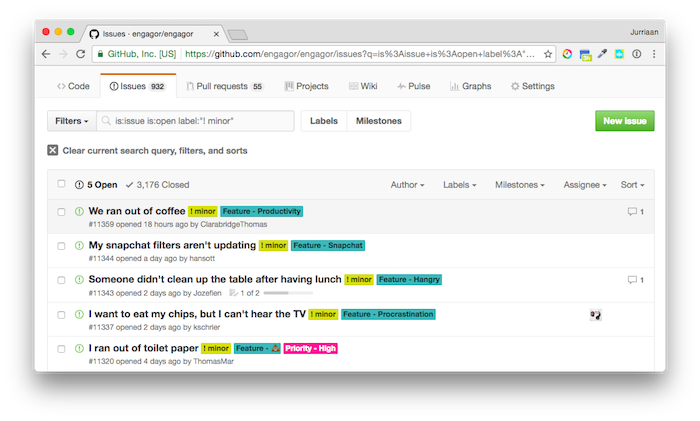 Issues · engagor/engagor
Jurriaan
GitHub, Inc. [US] https://github.com/engagor/engagor/issues?q=is%3Aissue+is%3Aopen+label%3A"...
Code Issues 932 Pull requests 55 Projects Wiki Pulse Graphs Settings
Filters is:issue is:open label:"! minor" Labels Milestones New issue
Clear current search query, filters, and sorts
5 Open 3,176 Closed Author Labels Milestones Assignee Sort
We ran out of coffee ! minor Feature - Productivity 1
#11359 opened 18 hours ago by ClarabridgeThomas
My snapchat filters aren't updating ! minor Feature - Snapchat
#11344 opened a day ago by hansott
Someone didn't clean up the table after having lunch ! minor Feature - Hangry 1
#11343 opened 2 days ago by Jozefien 1 of 2
I want to eat my chips, but I can't hear the TV ! minor Feature - Procrastination
#11337 opened 2 days ago by kschrier
I ran out of toilet paper ! minor Feature - 💩 Priority - High
#11320 opened 4 days ago by ThomasMar